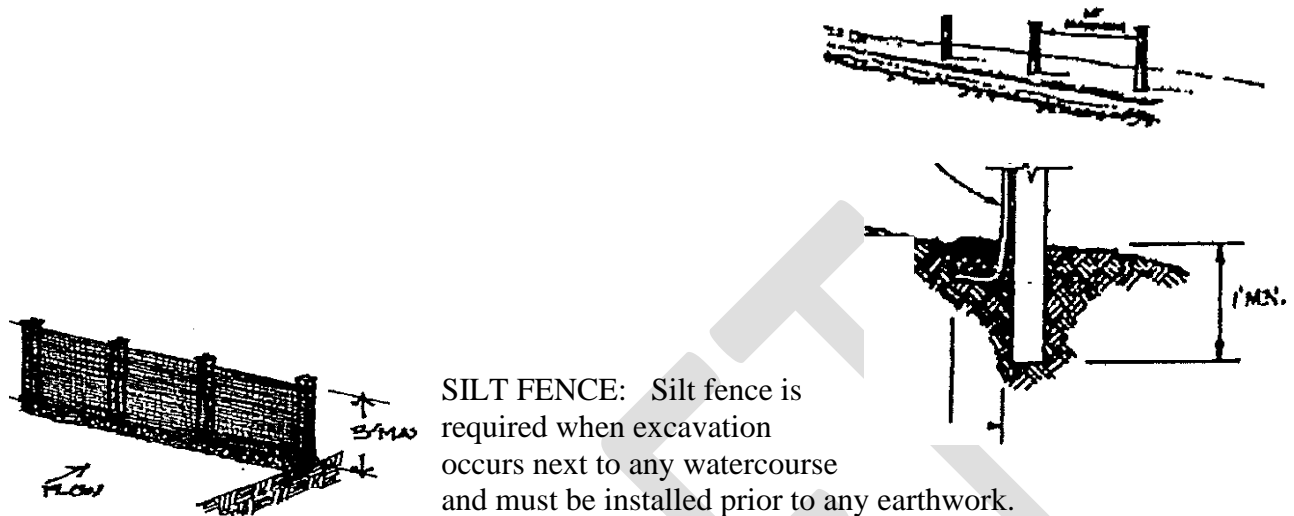 1' MIN.
SILT FENCE: Silt fence is
required when excavation
occurs next to any watercourse
and must be installed prior to any earthwork.
FLOW